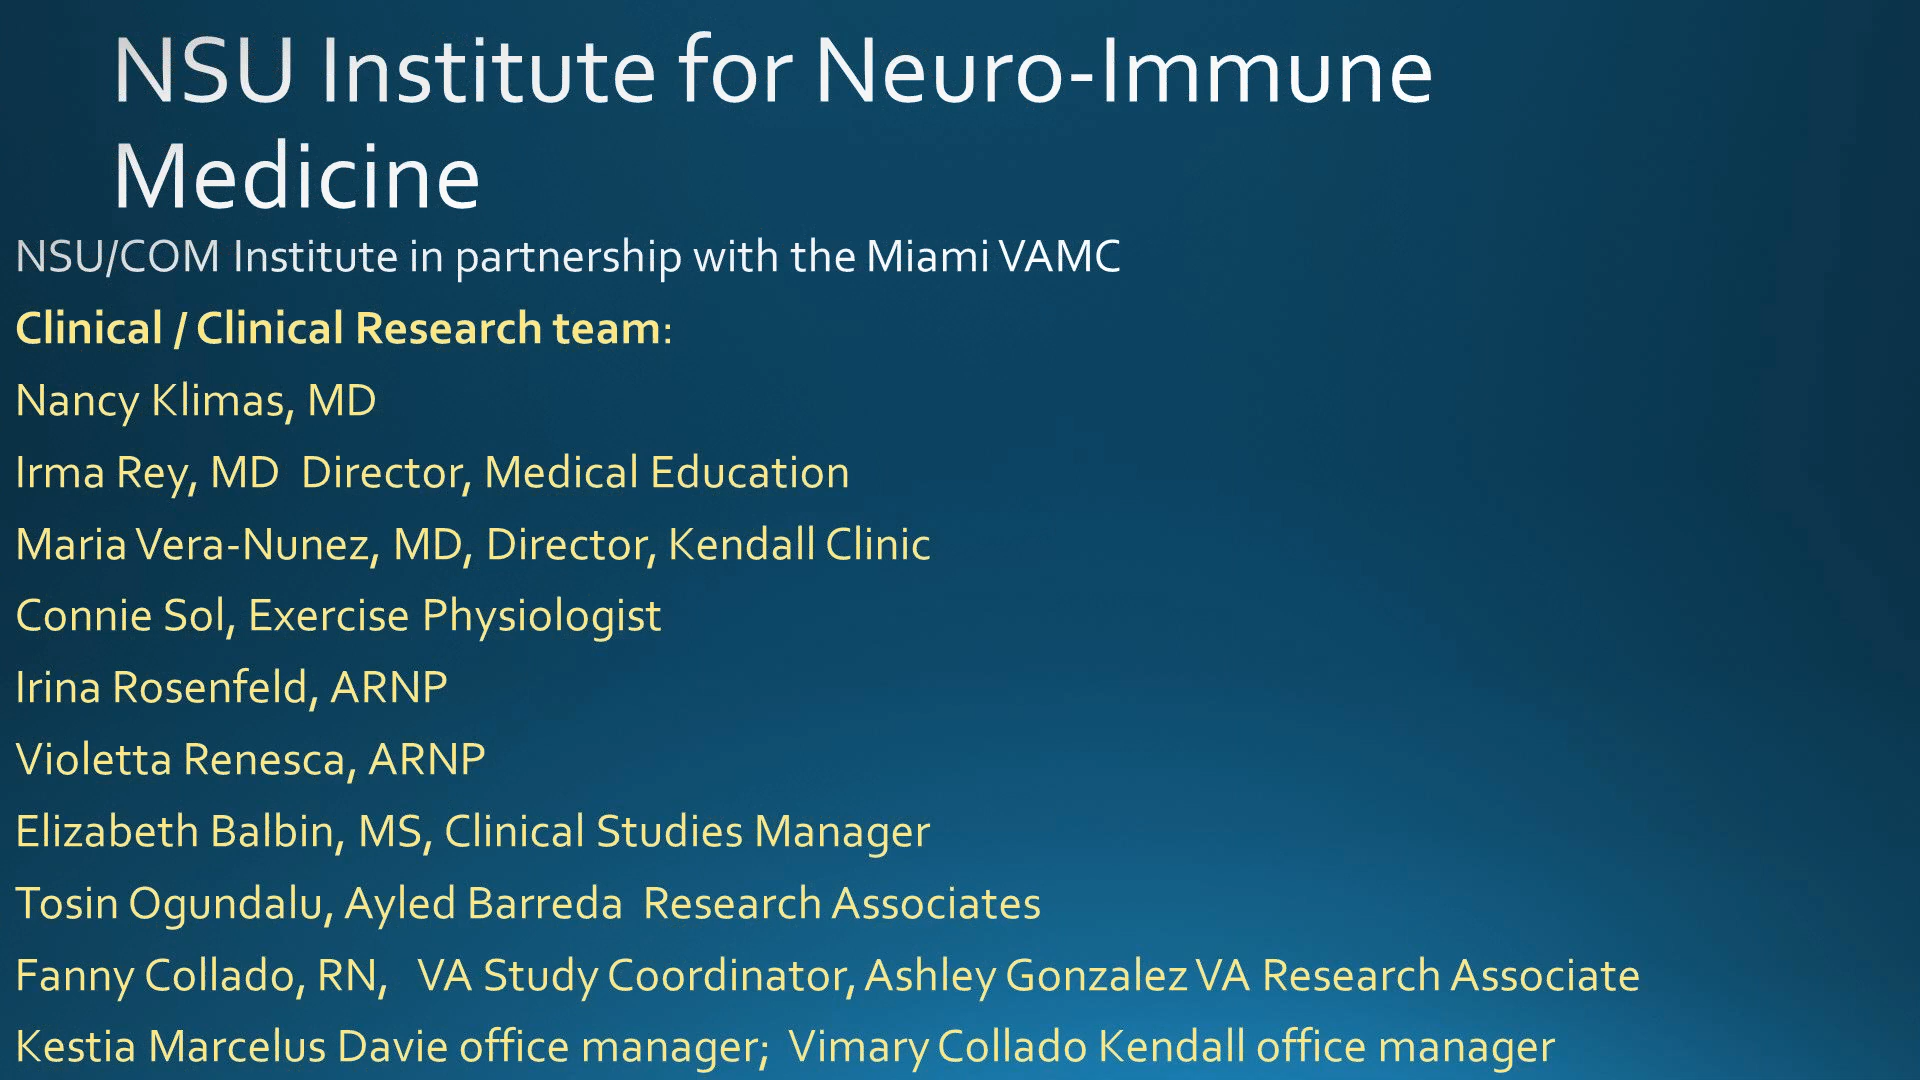 NSU Institute for Neuro-Immune
Medicine
NSU/COM Institute in partnership with the Miami VAMC
Clinical / Clinical Research team:
Nancy Klimas, MD
Irma Rey, MD  Director, Medical Education
Maria Vera-Nunez, MD, Director, Kendall Clinic
Connie Sol, Exercise Physiologist
Irina Rosenfeld, ARNP
Violetta Renesca, ARNP
Elizabeth Balbin, MS, Clinical Studies Manager
Tosin Ogundalu, Ayled Barreda  Research Associates
Fanny Collado, RN,   VA Study Coordinator, Ashley Gonzalez VA Research Associate
Kestia Marcelus Davie office manager;  Vimary Collado Kendall office manager